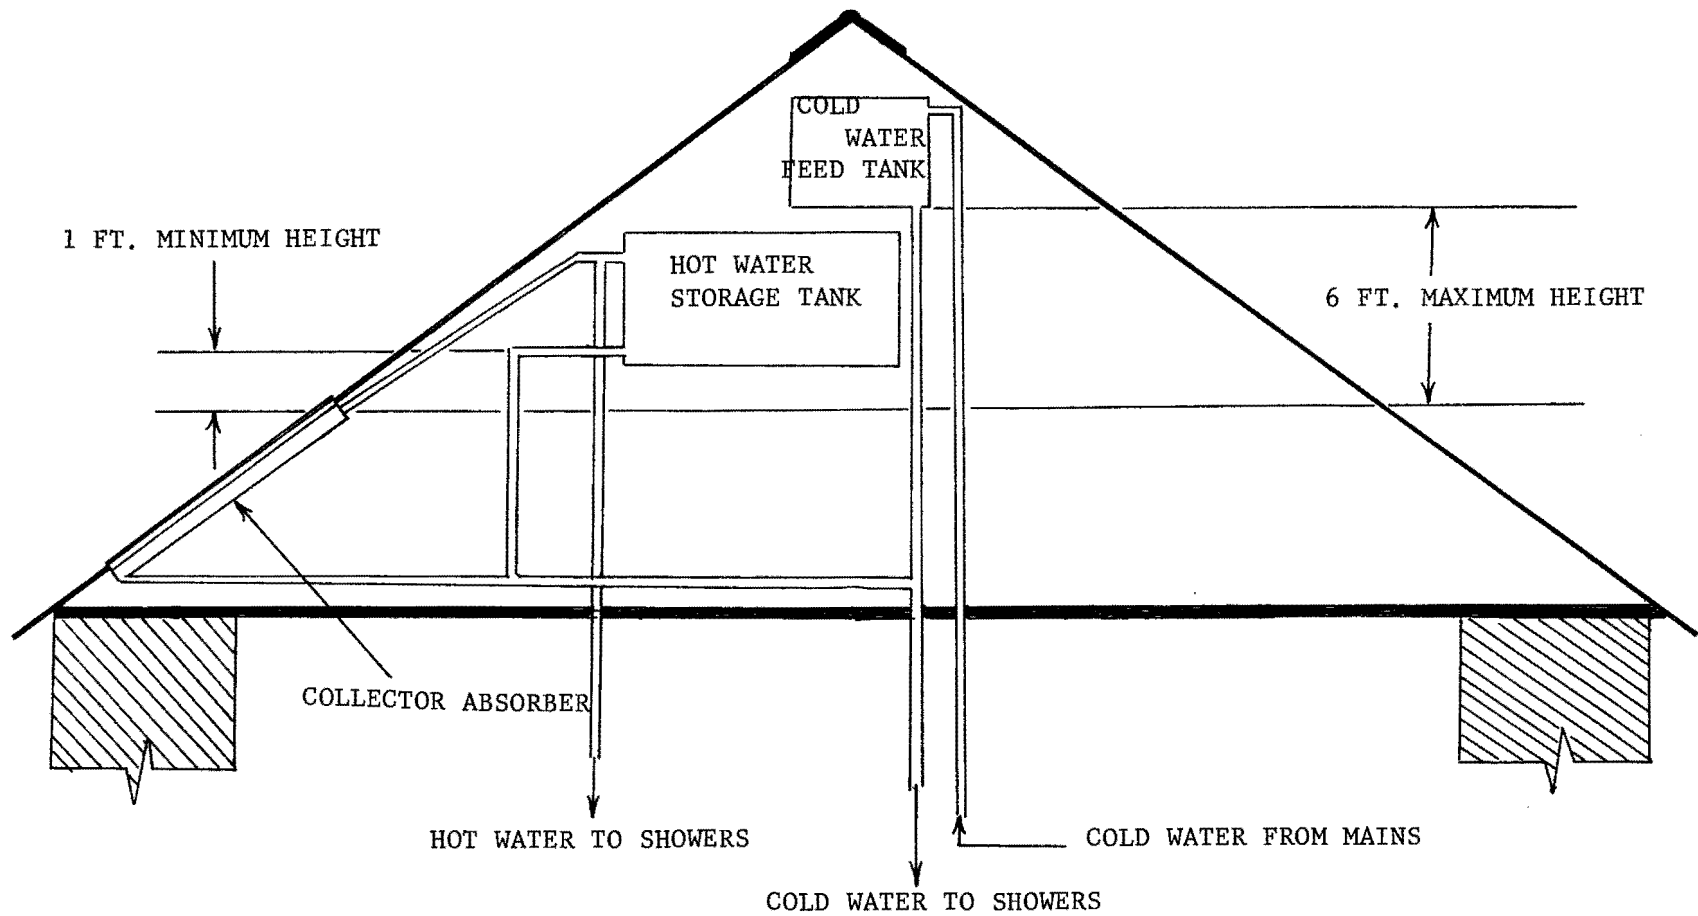 COLD
WATER
FEED TANK
1 FT. MINIMUM HEIGHT
HOT WATER
STORAGE TANK
6 FT. MAXIMUM HEIGHT
COLLECTOR ABSORBER
HOT WATER TO SHOWERS
COLD WATER FROM MAINS
COLD WATER TO SHOWERS